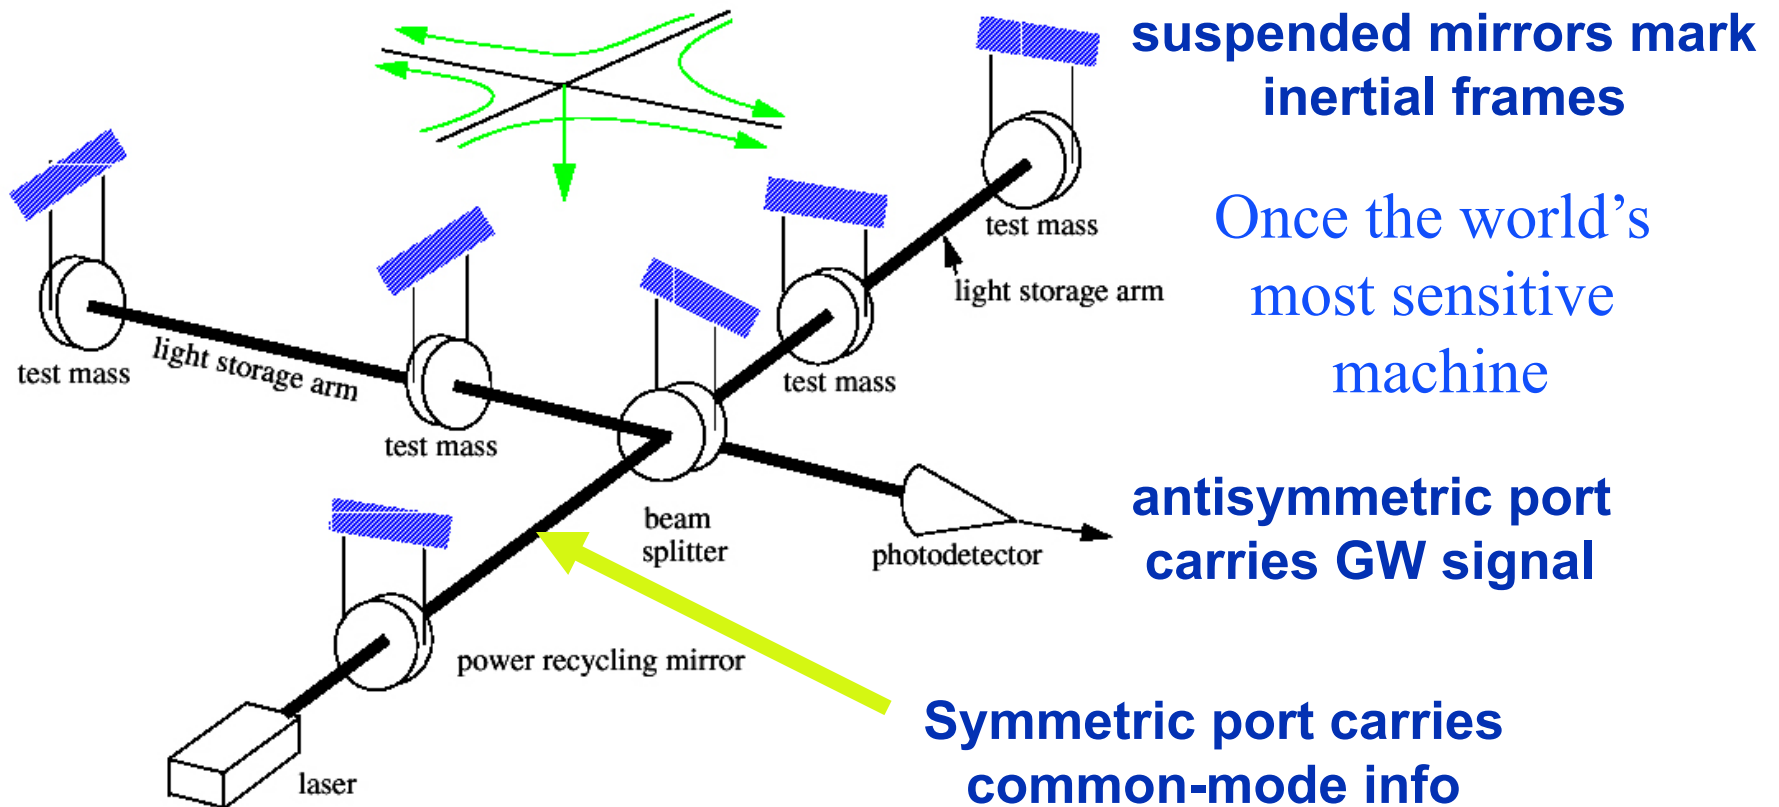 suspended mirrors mark
inertial frames
test mass
Once the world’s
most sensitive
machine
light storage arm
test mass
light storage arm
test mass
test mass
antisymmetric port
carries GW signal
beam
splitter
photodetector
power recycling mirror
Symmetric port carries
common-mode info
laser